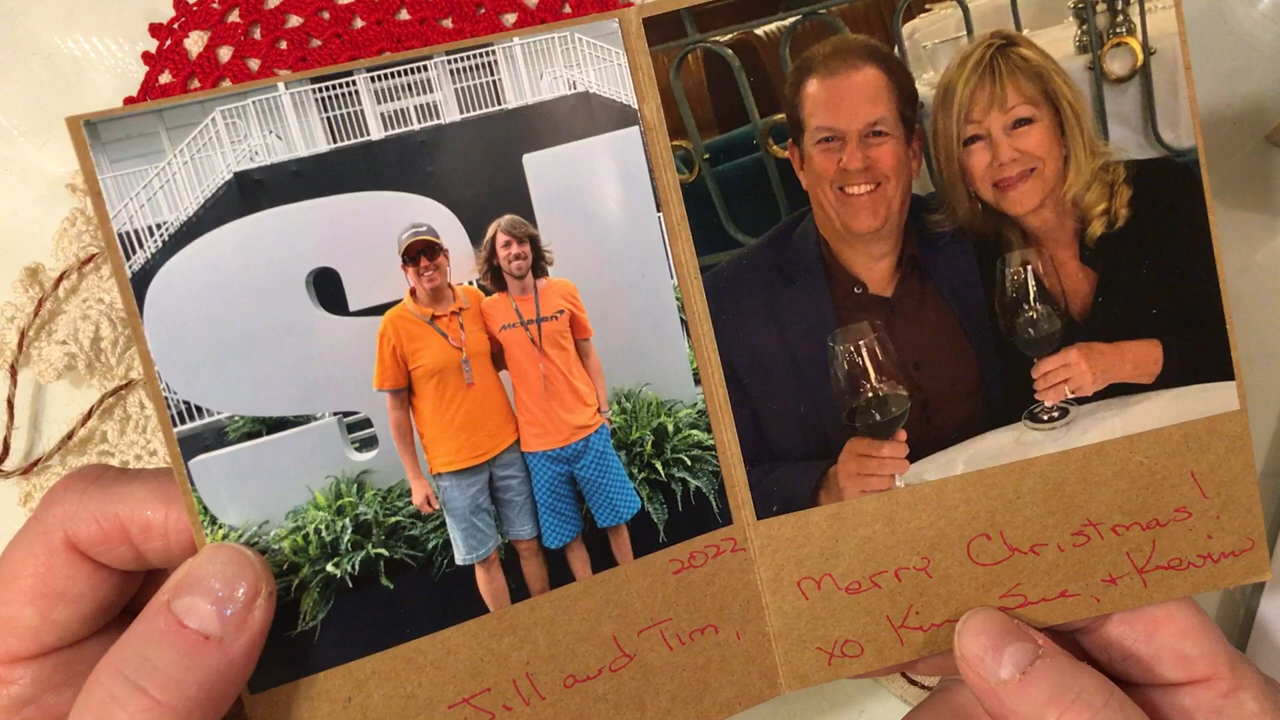 McLaren
2022
Jill and Tim,
Merry Christmas!
xo Kim, Sue, + Kevin